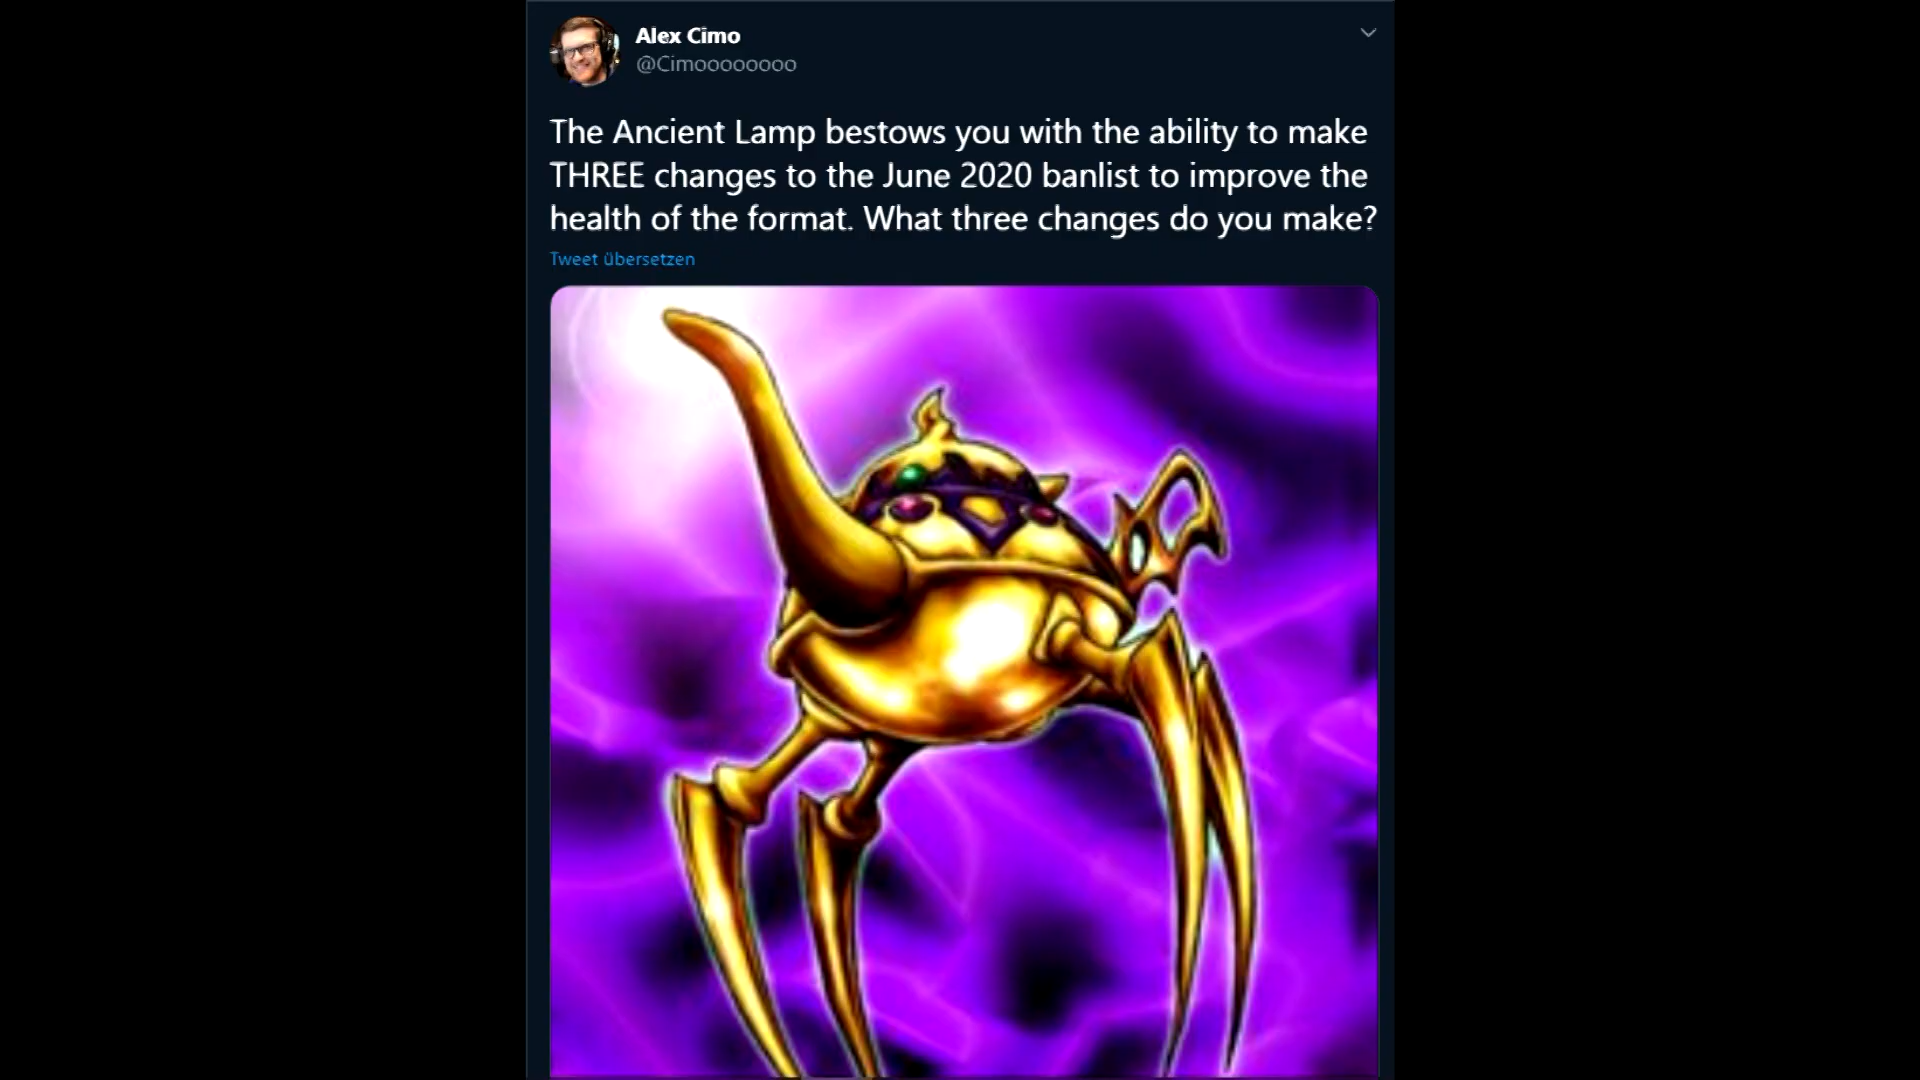 Alex Cimo
@Cimoooooooo
The Ancient Lamp bestows you with the ability to make
THREE changes to the June 2020 banlist to improve the
health of the format. What three changes do you make?
Tweet übersetzen